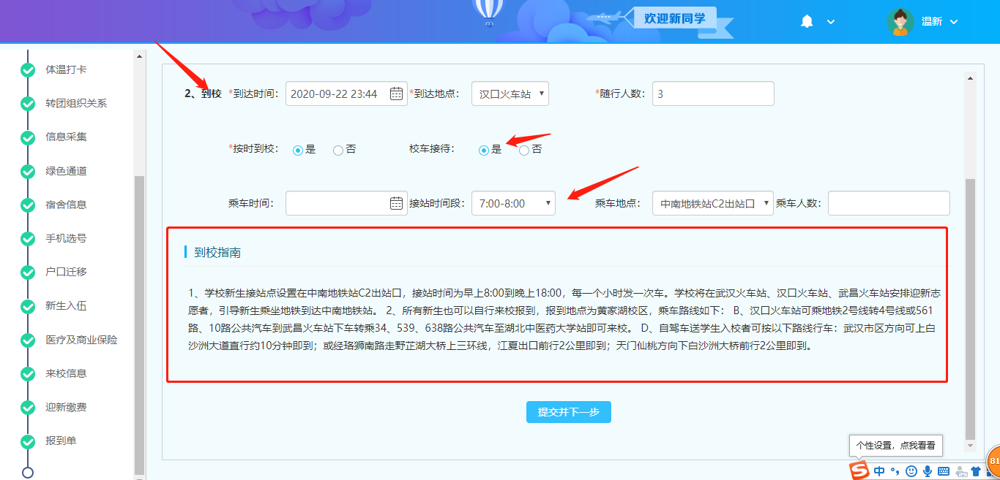 欢迎新同学
温新
体温打卡
转团组织关系
信息采集
绿色通道
宿舍信息
手机选号
户口迁移
新生入伍
医疗及商业保险
来校信息
迎新缴费
报到单
2、到校 *到达时间： 2020-09-22 23:44 *到达地点： 汉口火车站 *随行人数： 3
*按时到校： 是 否 校车接待： 是 否
乘车时间： 接站时间段： 7:00-8:00 乘车地点： 中南地铁站C2出站口 乘车人数：
到校指南
1、学校新生接站点设置在中南地铁站C2出站口，接站时间为早上8:00到晚上18:00，每一个小时发一次车。学校将在武汉火车站、汉口火车站、武昌火车站安排迎新志
愿者，引导新生乘坐地铁到达中南地铁站。 2、所有新生也可以自行来校报到，报到地点为黄家湖校区，乘车路线如下： B、汉口火车站可乘地铁2号线转4号线或561
路、10路公共汽车到武昌火车站下车转乘34、539、638路公共汽车至湖北中医药大学站即可来校。 D、自驾车送学生入校者可按以下路线行车：武汉市区方向可上白
沙洲大道直行约10分钟即到；或经珞狮南路走野芷湖大桥上三环线，江夏出口前行2公里即到；天门仙桃方向下白沙洲大桥前行2公里即到。
提交并下一步
个性设置，点我看看
S 中
81